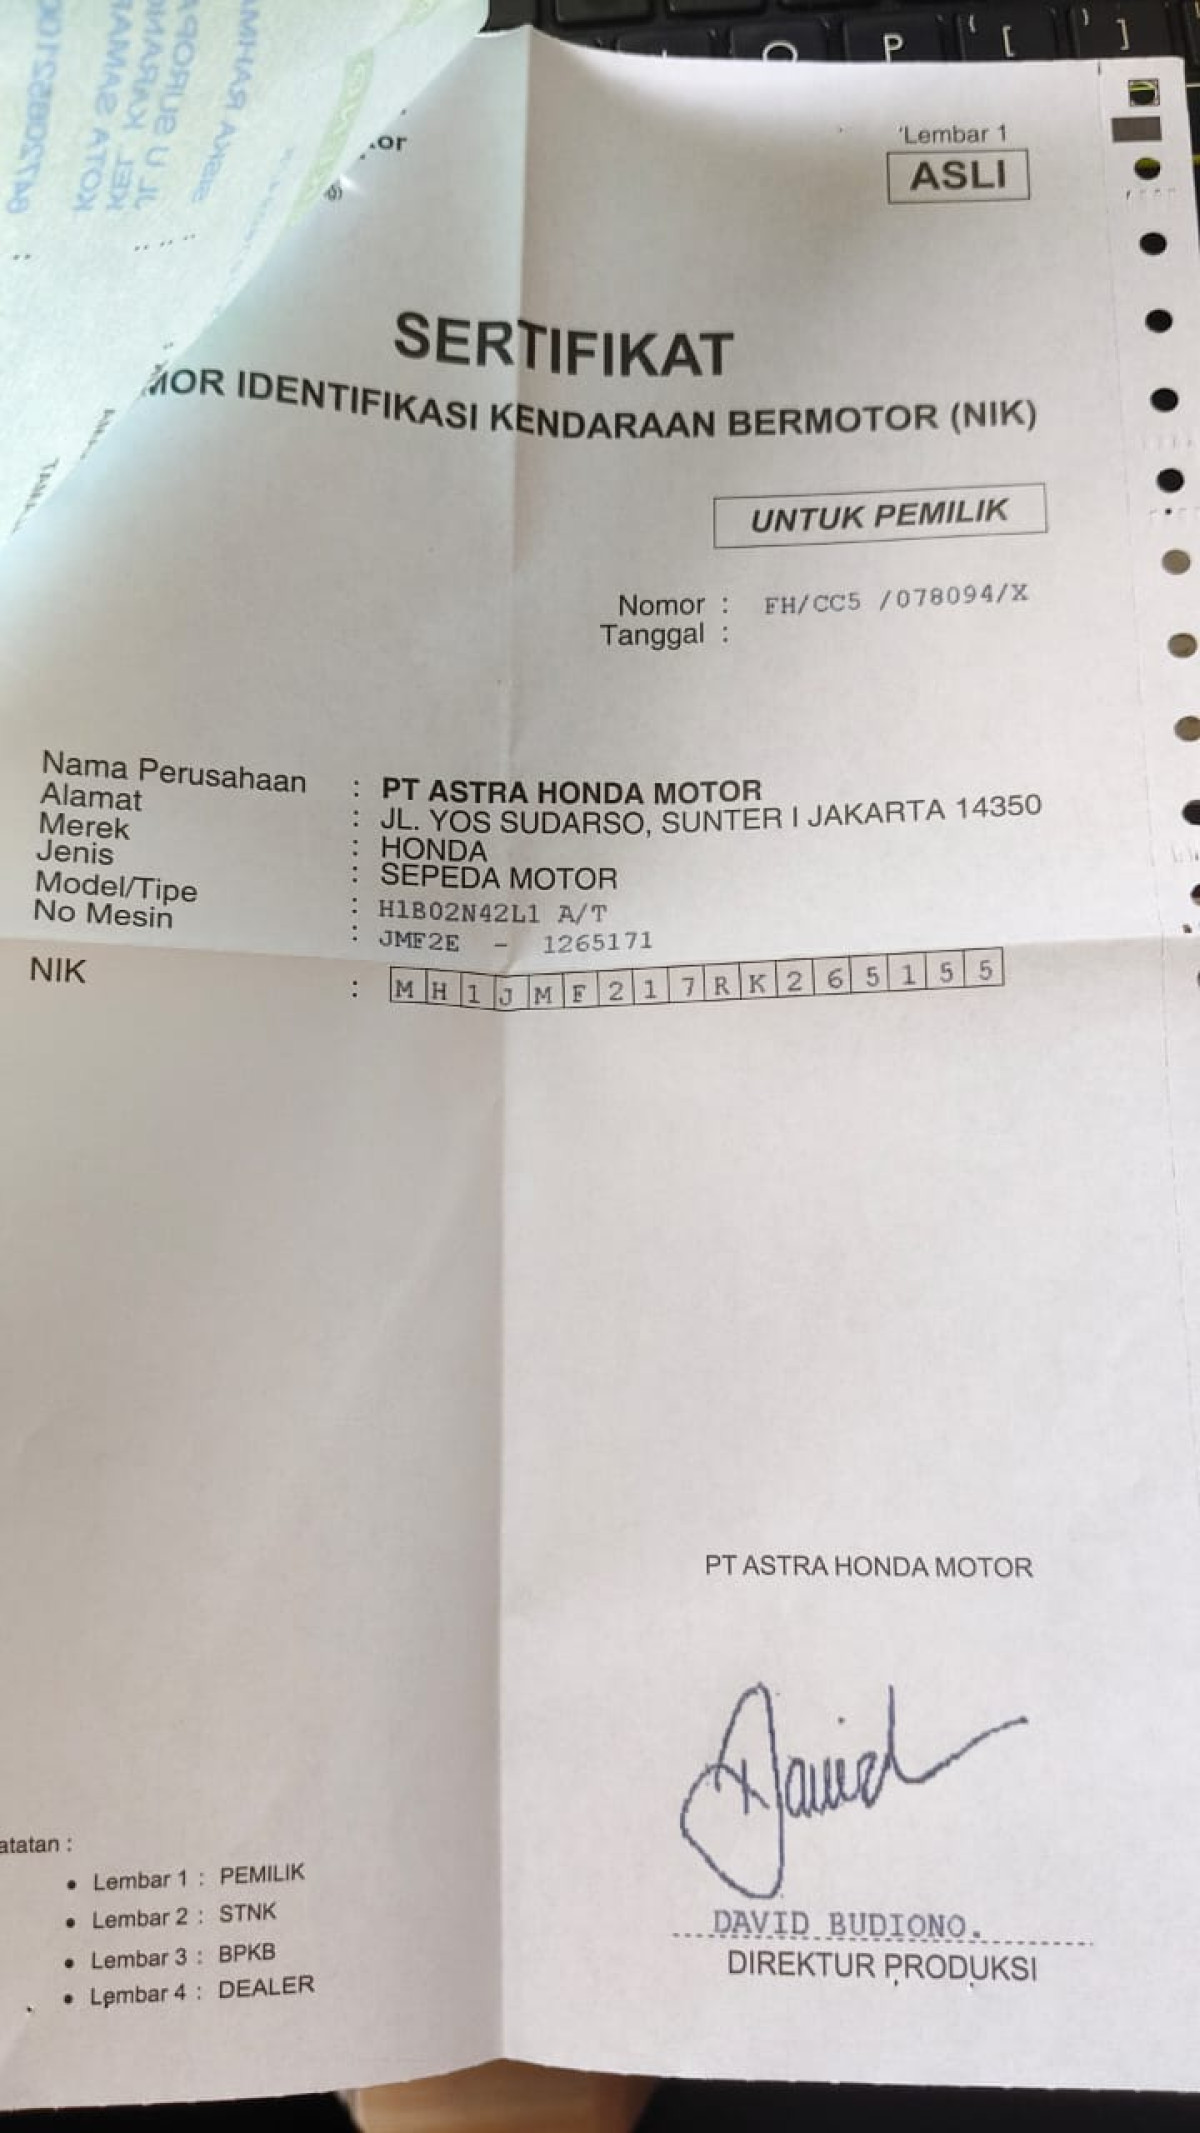 Lembar 1
ASLI
SERTIFIKAT
MOR IDENTIFIKASI KENDARAAN BERMOTOR (NIK)
UNTUK PEMILIK
Nomor : FH/CC5 /078094/X
Tanggal :
Nama Perusahaan : PT ASTRA HONDA MOTOR
Alamat : JL. YOS SUDARSO, SUNTER I JAKARTA 14350
Merek : HONDA
Jenis : SEPEDA MOTOR
Model/Tipe : H1B02N42L1 A/T
No Mesin : JMF2E - 1265171
NIK : MH1JMF217RK265155
PT ASTRA HONDA MOTOR
David
DAVID BUDIONO.
DIREKTUR PRODUKSI
atatan :
• Lembar 1 : PEMILIK
• Lembar 2 : STNK
• Lembar 3 : BPKB
• Lembar 4 : DEALER
P
[
]